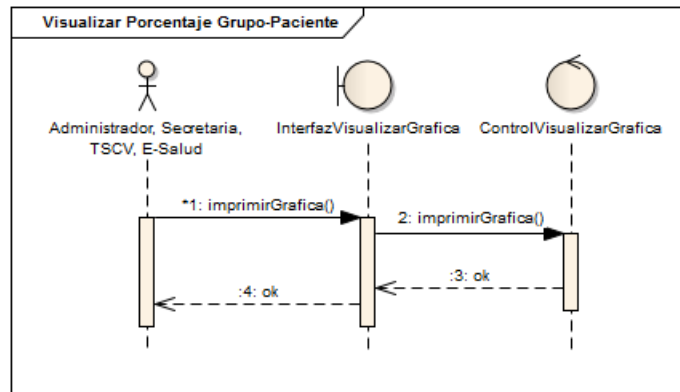 Visualizar Porcentaje Grupo-Paciente
Administrador, Secretaria,
TSCV, E-Salud
InterfazVisualizarGrafica
ControlVisualizarGrafica
*1: imprimirGrafica()
2: imprimirGrafica()
:3: ok
:4: ok